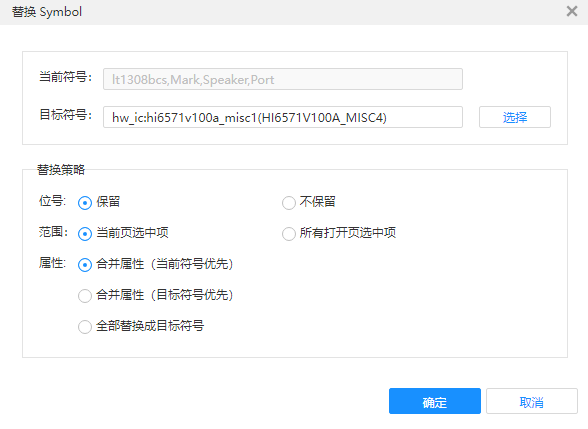 替换 Symbol
当前符号： lt1308bcs,Mark,Speaker,Port
目标符号： hw_ic:hi6571v100a_misc1(HI6571V100A_MISC4) 选择
替换策略
位号： 保留 不保留
范围： 当前页选中项 所有打开页选中项
属性： 合并属性（当前符号优先）
合并属性（目标符号优先）
全部替换成目标符号
确定 取消